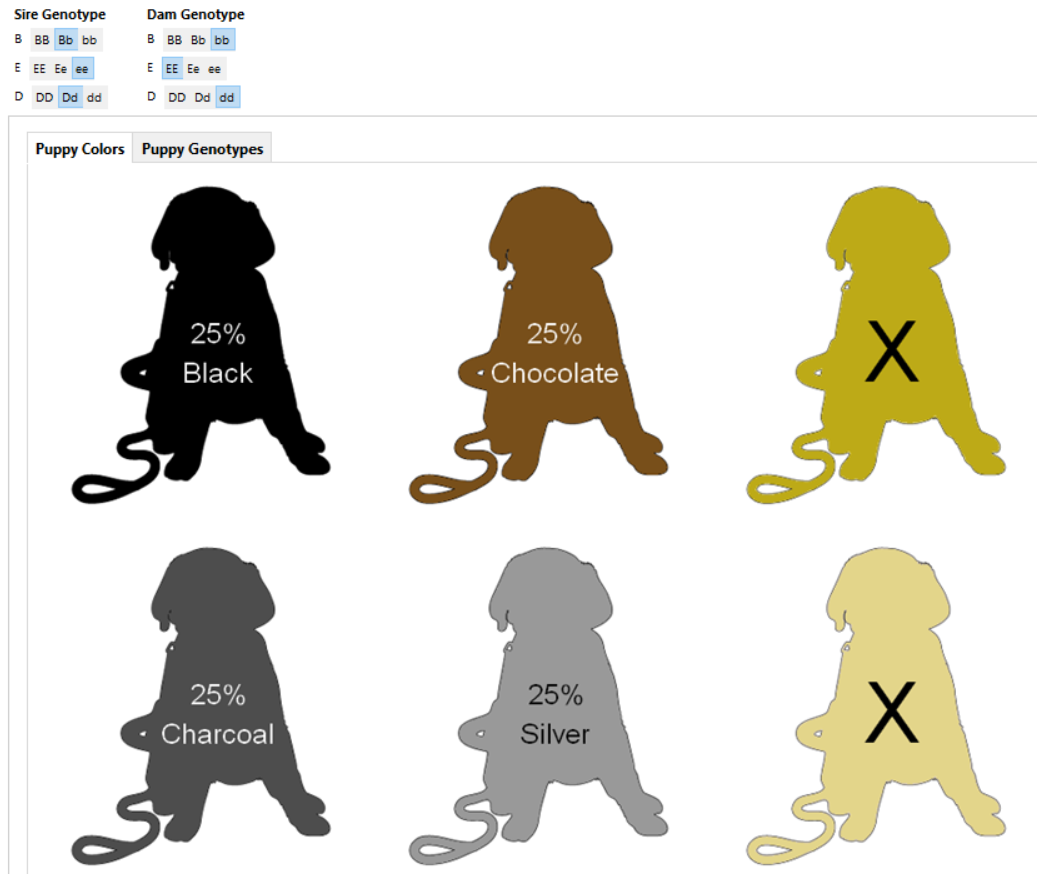 Sire Genotype Dam Genotype
B BB Bb bb B BB Bb bb
E EE Ee ee E EE Ee ee
D DD Dd dd D DD Dd dd
Puppy Colors Puppy Genotypes
25% 25% X
Black Chocolate
25% 25% X
Charcoal Silver